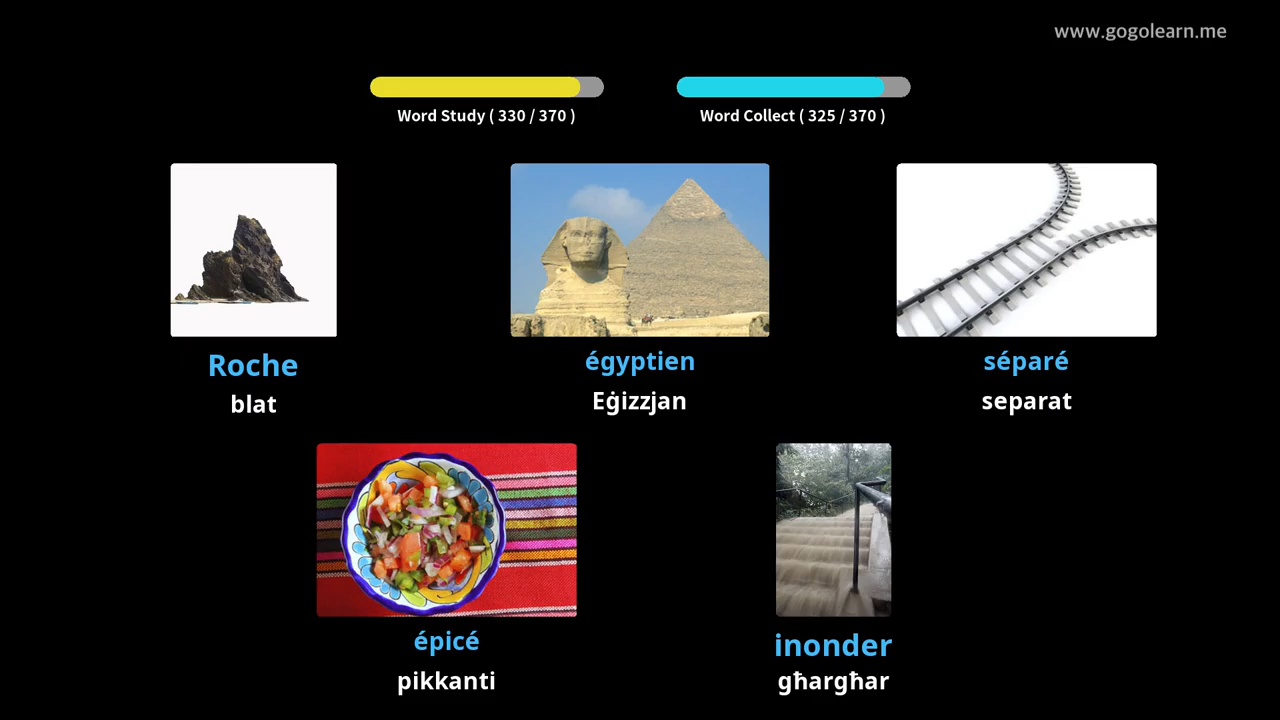 www.gogolearn.me
Word Study ( 330 / 370 )
Word Collect ( 325 / 370 )
Roche
blat
égyptien
Eġizzjan
séparé
separat
épicé
pikkanti
inonder
għargħar